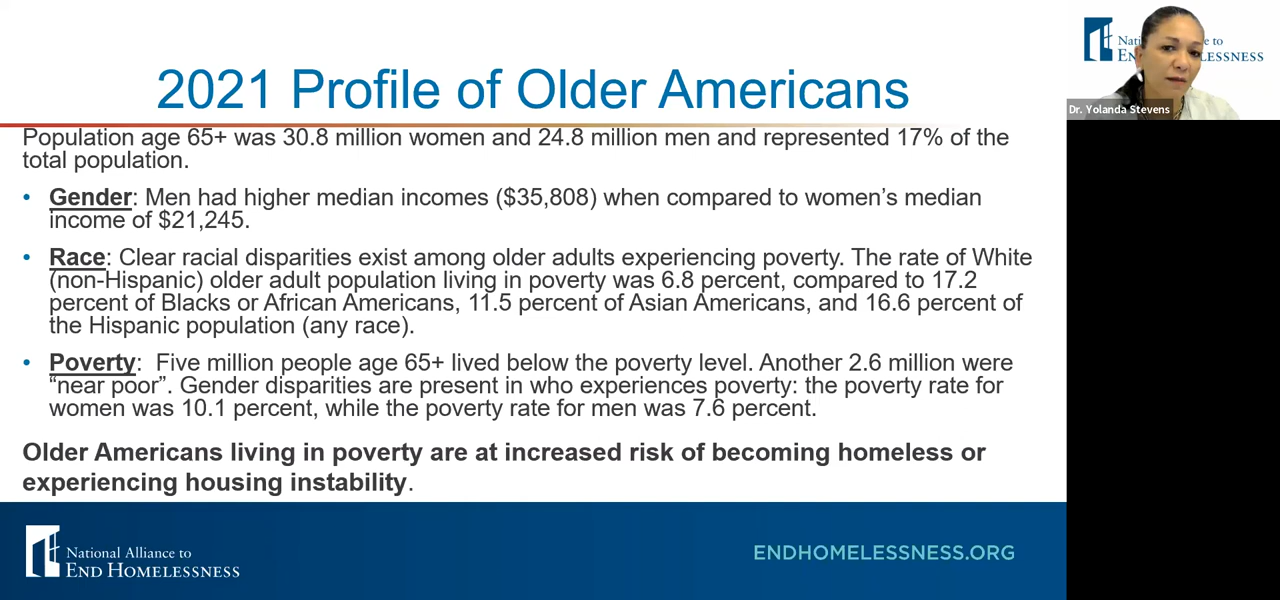 2021 Profile of Older Americans
Population age 65+ was 30.8 million women and 24.8 million men and represented 17% of the
total population.
• Gender: Men had higher median incomes ($35,808) when compared to women's median
income of $21,245.
• Race: Clear racial disparities exist among older adults experiencing poverty. The rate of White
(non-Hispanic) older adult population living in poverty was 6.8 percent, compared to 17.2
percent of Blacks or African Americans, 11.5 percent of Asian Americans, and 16.6 percent of
the Hispanic population (any race).
• Poverty:  Five million people age 65+ lived below the poverty level. Another 2.6 million were
“near poor”. Gender disparities are present in who experiences poverty: the poverty rate for
women was 10.1 percent, while the poverty rate for men was 7.6 percent.
Older Americans living in poverty are at increased risk of becoming homeless or
experiencing housing instability.
National Alliance to
END HOMELESSNESS
ENDHOMELESSNESS.ORG
to
Dr. Yolanda Stevens